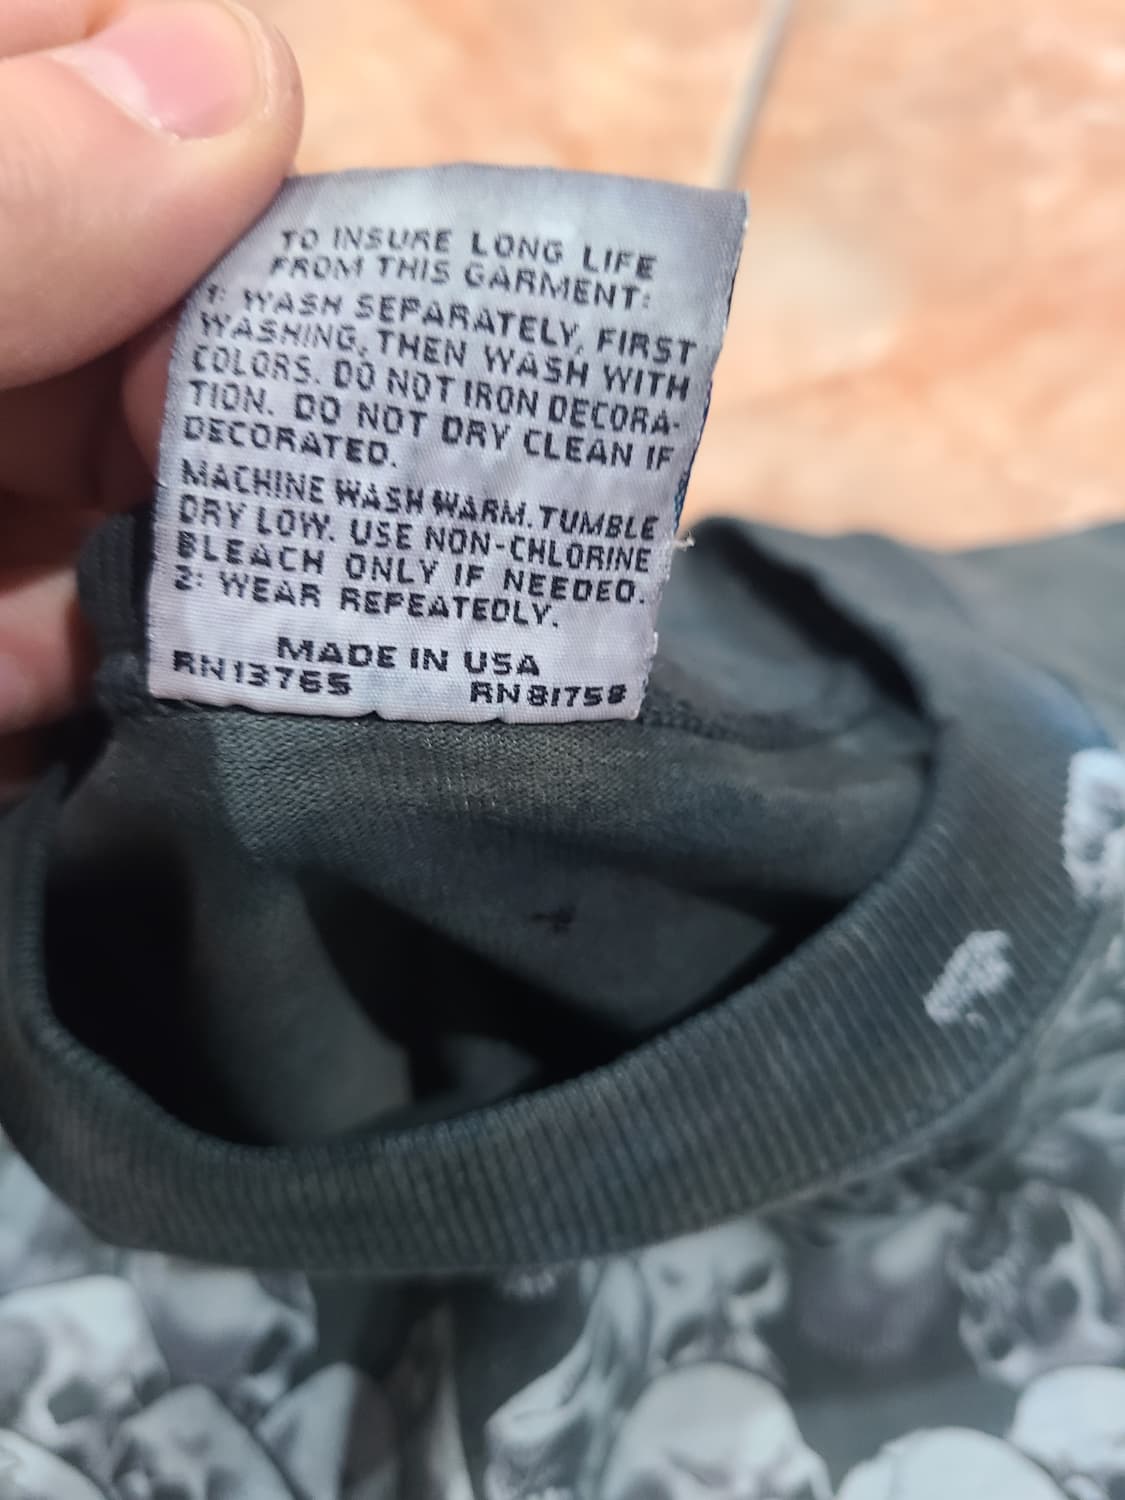 TO INSURE LONG LIFE
FROM THIS GARMENT:
1: WASH SEPARATELY, FIRST
WASHING, THEN WASH WITH
COLORS. DO NOT IRON DECORA-
TION. DO NOT DRY CLEAN IF
DECORATED.
MACHINE WASH WARM. TUMBLE
DRY LOW. USE NON-CHLORINE
BLEACH ONLY IF NEEDED.
2: WEAR REPEATEDLY.
MADE IN USA
RN13765 RN81758